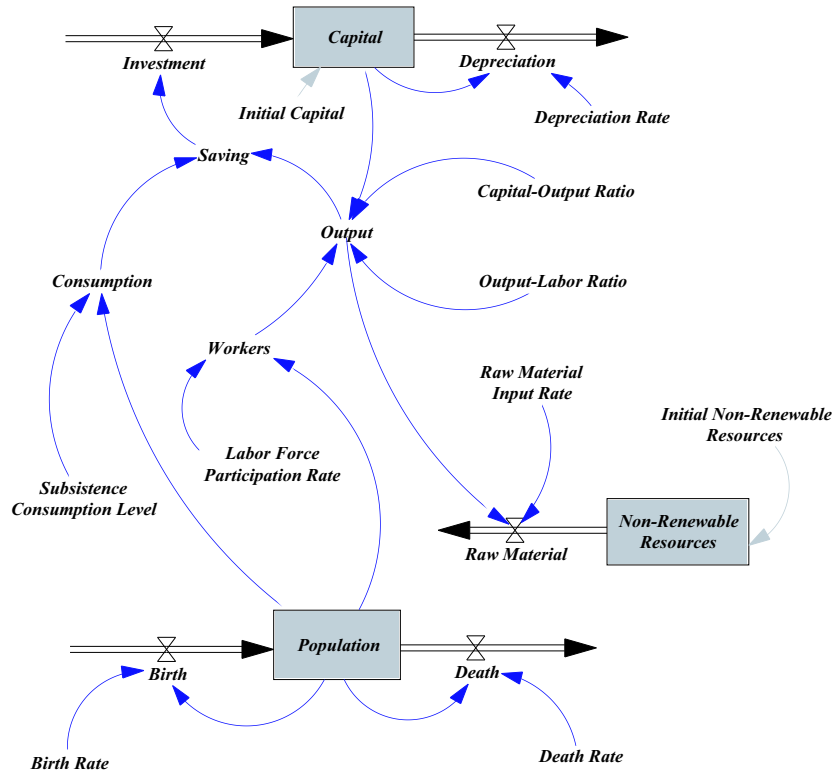 Capital
Investment
Depreciation
Initial Capital
Depreciation Rate
Saving
Capital-Output Ratio
Output
Consumption
Output-Labor Ratio
Workers
Raw Material
Input Rate
Initial Non-Renewable
Resources
Labor Force
Participation Rate
Subsistence
Consumption Level
Non-Renewable
Resources
Raw Material
Population
Birth
Death
Birth Rate
Death Rate